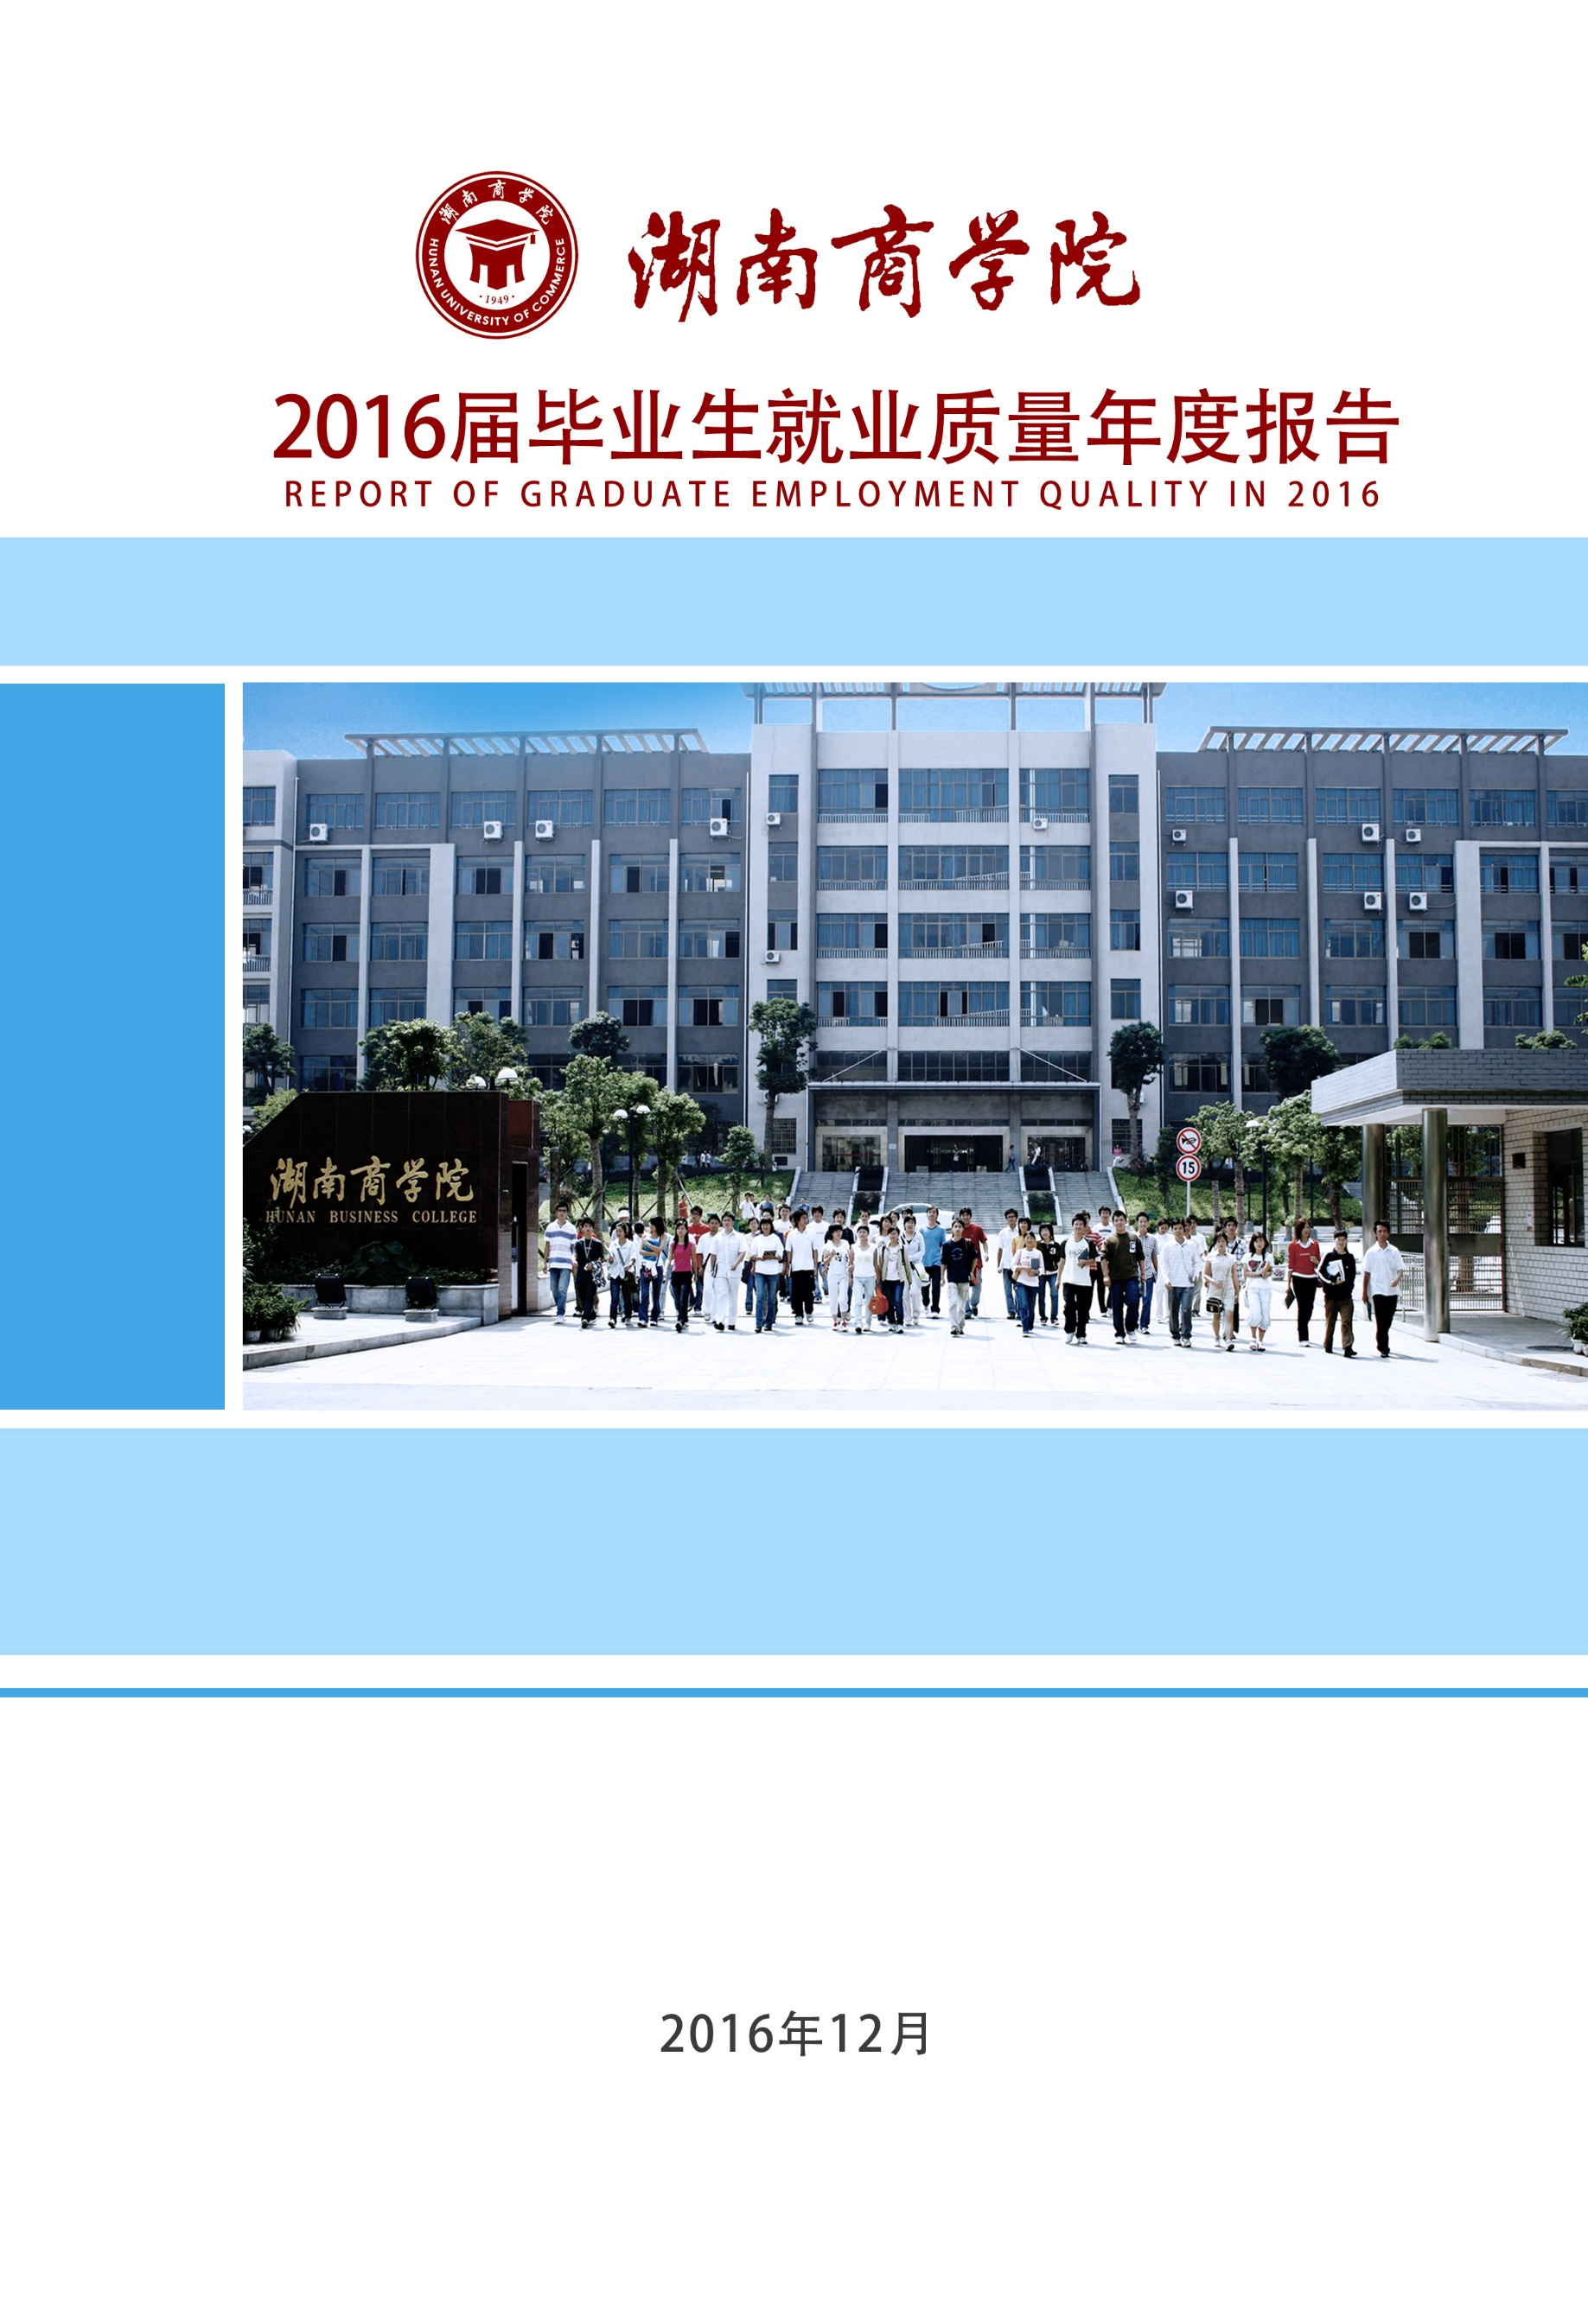 湖南商学院
HUNAN UNIVERSITY OF COMMERCE
·1949·
湖南商学院
2016届毕业生就业质量年度报告
REPORT OF GRADUATE EMPLOYMENT QUALITY IN 2016
15
湖南商学院
HUNAN BUSINESS COLLEGE
2016年12月